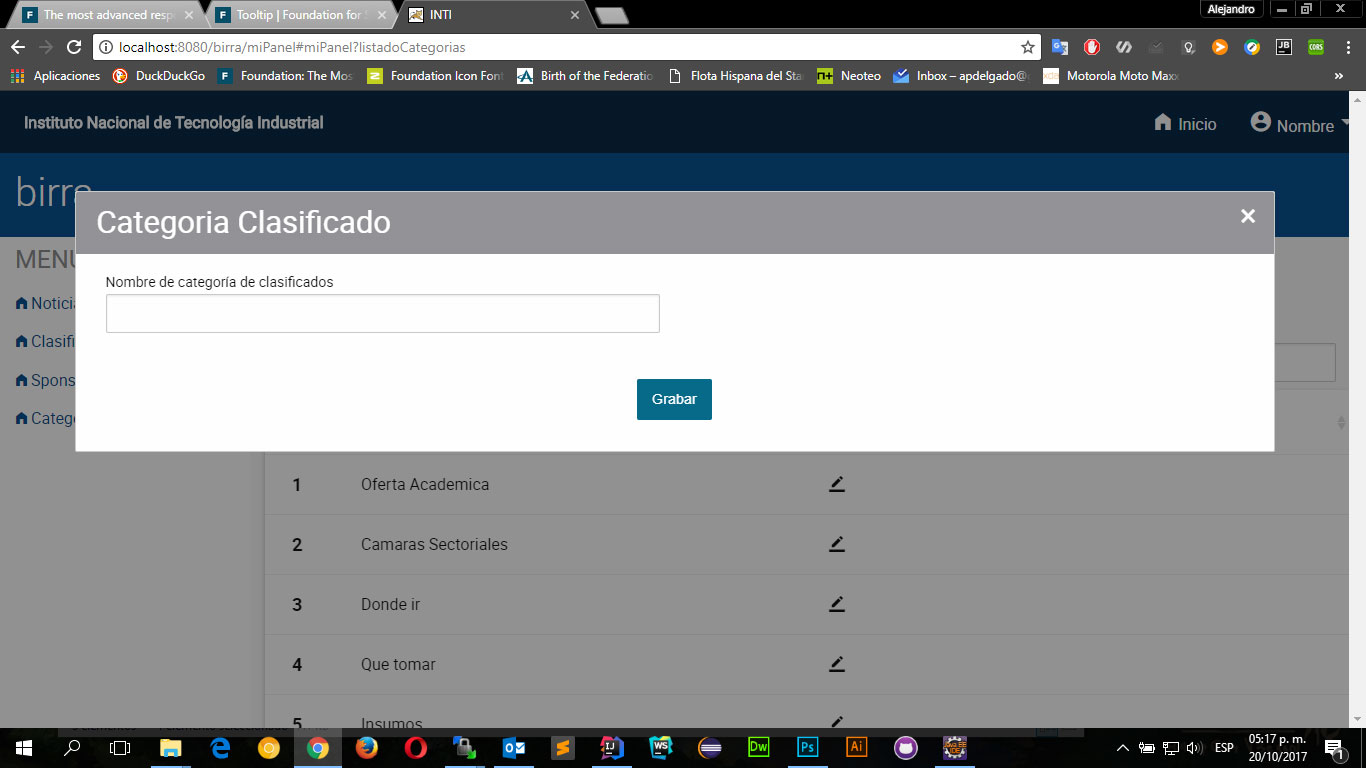 Alejandro
The most advanced resp
Tooltip | Foundation for S
INTI
localhost:8080/birra/miPanel#miPanel?listadoCategorias
Aplicaciones
DuckDuckGo
Foundation: The Mos
Foundation Icon Font
Birth of the Federatio
Flota Hispana del Sta
Neoteo
Inbox – apdelgado@
Motorola Moto Maxx
»
Instituto Nacional de Tecnología Industrial
Inicio
Nombre
birra
Categoria Clasificado
×
MENU
Nombre de categoría de clasificados
Notici
Clasifi
Spons
Catego
Grabar
1 Oferta Academica
2 Camaras Sectoriales
3 Donde ir
4 Que tomar
5 Insumos
ESP
05:17 p. m.
20/10/2017
1